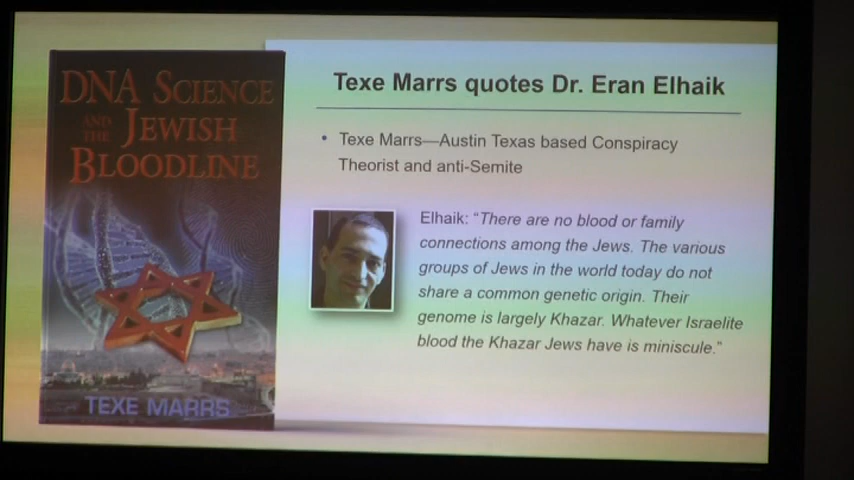 DNA SCIENCE
AND THE JEWISH
BLOODLINE
TEXE MARRS
Texe Marrs quotes Dr. Eran Elhaik
• Texe Marrs—Austin Texas based Conspiracy
Theorist and anti-Semite
Elhaik: “There are no blood or family
connections among the Jews. The various
groups of Jews in the world today do not
share a common genetic origin. Their
genome is largely Khazar. Whatever Israelite
blood the Khazar Jews have is miniscule.”